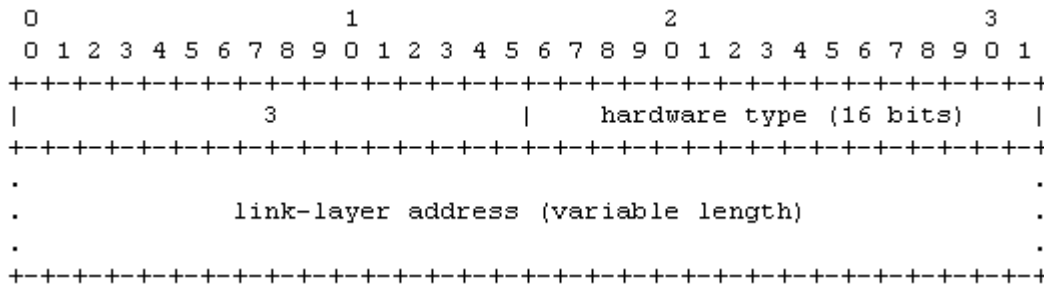 0 1 2 3
0 1 2 3 4 5 6 7 8 9 0 1 2 3 4 5 6 7 8 9 0 1 2 3 4 5 6 7 8 9 0 1
+-+-+-+-+-+-+-+-+-+-+-+-+-+-+-+-+-+-+-+-+-+-+-+-+-+-+-+-+-+-+-+-+
| 3 | hardware type (16 bits) |
+-+-+-+-+-+-+-+-+-+-+-+-+-+-+-+-+-+-+-+-+-+-+-+-+-+-+-+-+-+-+-+-+
. .
. link-layer address (variable length) .
. .
+-+-+-+-+-+-+-+-+-+-+-+-+-+-+-+-+-+-+-+-+-+-+-+-+-+-+-+-+-+-+-+-+